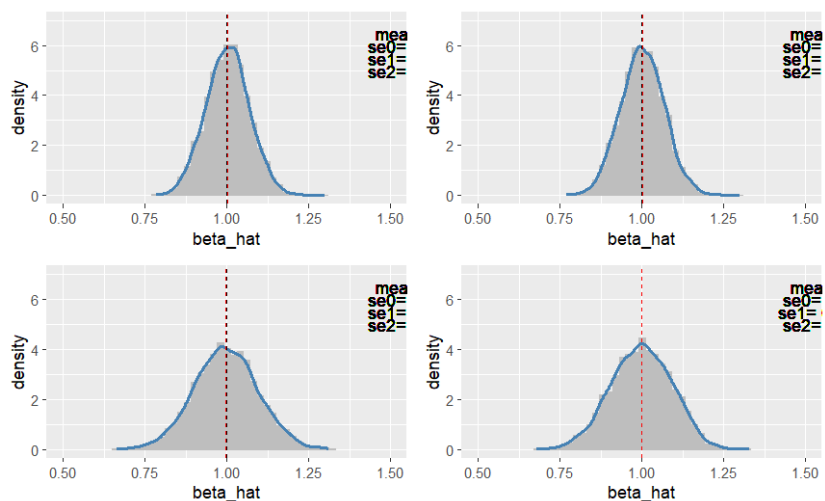 mea
se0=
se1=
se2=
6
4
2
0
density
0.50 0.75 1.00 1.25 1.50
beta_hat
mea
se0=
se1=
se2=
6
4
2
0
density
0.50 0.75 1.00 1.25 1.50
beta_hat
mea
se0=
se1=
se2=
6
4
2
0
density
0.50 0.75 1.00 1.25 1.50
beta_hat
mea
se0=
se1=
se2=
6
4
2
0
density
0.50 0.75 1.00 1.25 1.50
beta_hat